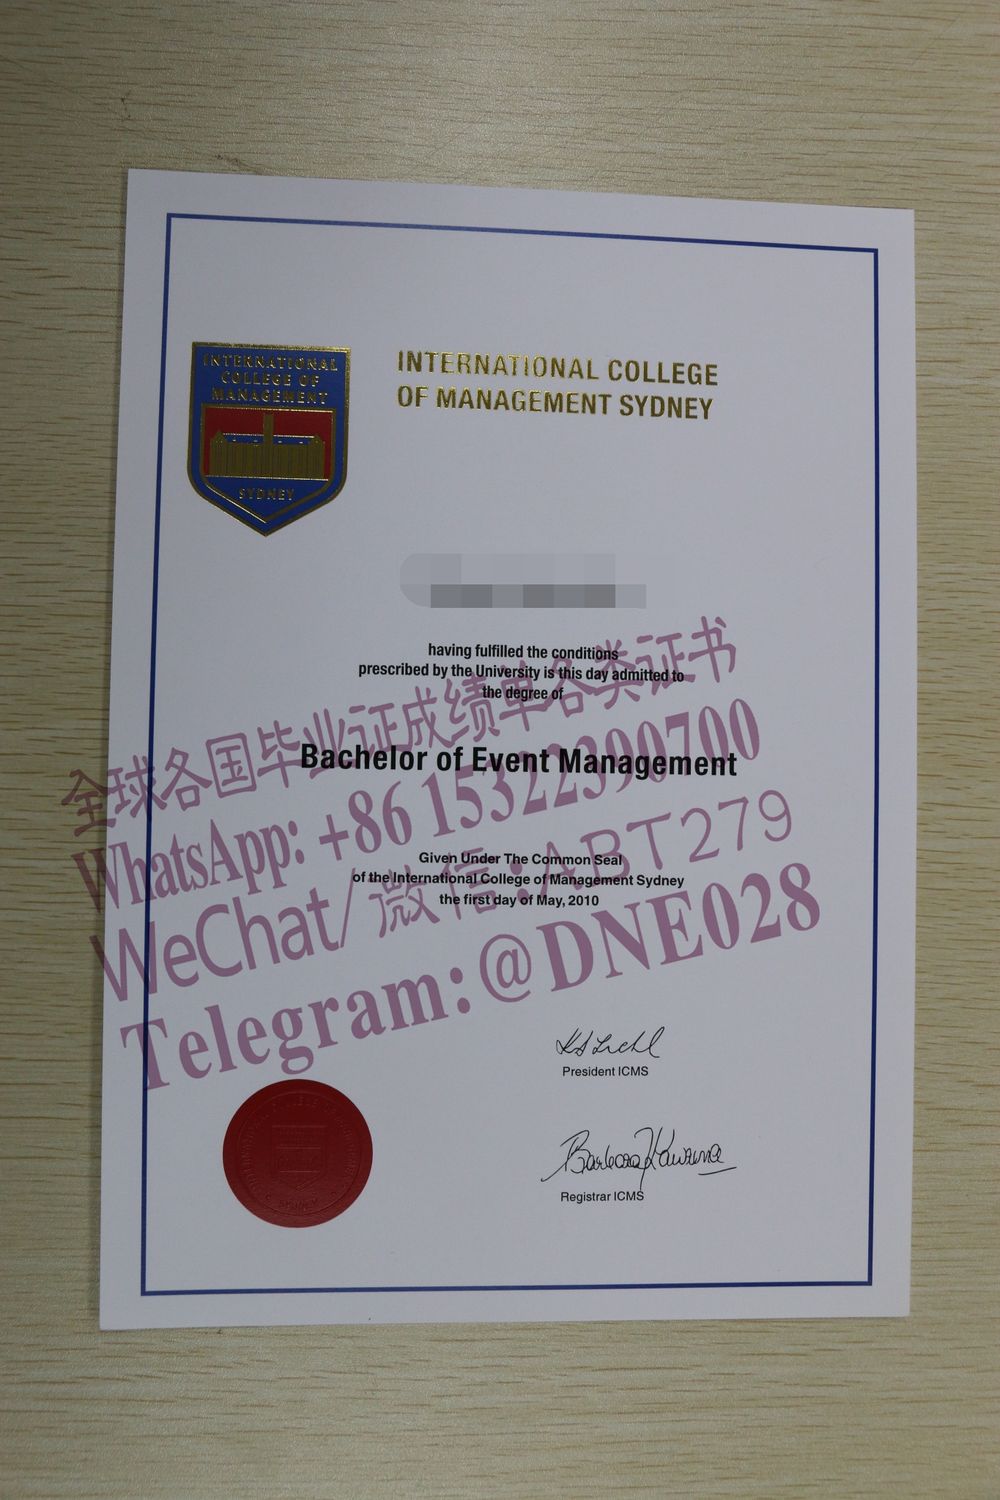 INTERNATIONAL
COLLEGE OF
MANAGEMENT
SYDNEY
INTERNATIONAL COLLEGE
OF MANAGEMENT SYDNEY
having fulfilled the conditions
prescribed by the University is this day admitted to
the degree of
Bachelor of Event Management
全球各国毕业证成绩单各类证书
WhatsApp: +86 15322390700
WeChat/微信:ABT279
Telegram:@DNE028
Given Under The Common Seal
of the International College of Management Sydney
the first day of May, 2010
President ICMS
Registrar ICMS